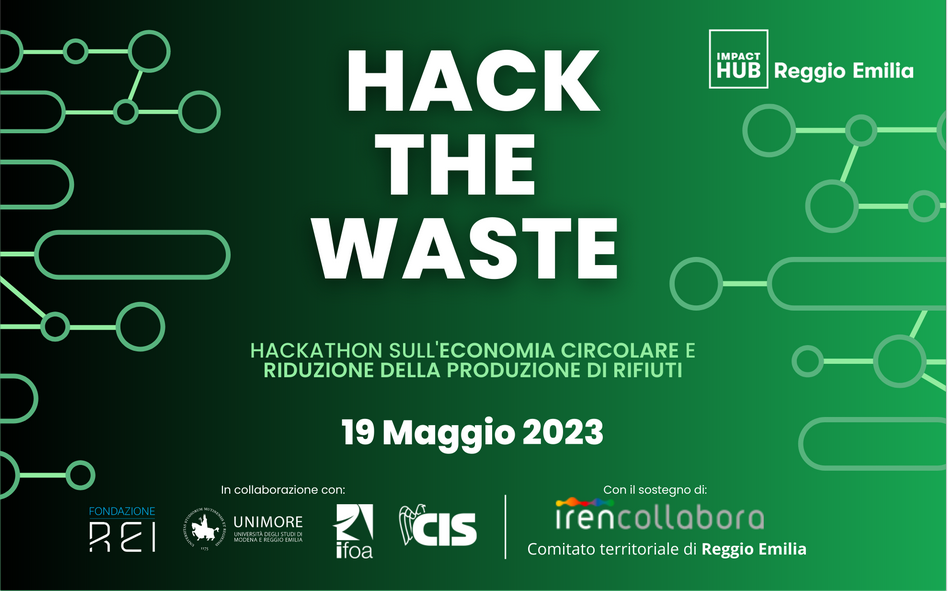 HACK
THE
WASTE
IMPACT
HUB Reggio Emilia
HACKATHON SULL'ECONOMIA CIRCOLARE E
RIDUZIONE DELLA PRODUZIONE DI RIFIUTI
19 Maggio 2023
In collaborazione con:
FONDAZIONE
REI
1175
UNIMORE
UNIVERSITÀ DEGLI STUDI DI
MODENA E REGGIO EMILIA
ifoa
CIS
Con il sostegno di:
irencollabora
Comitato territoriale di Reggio Emilia